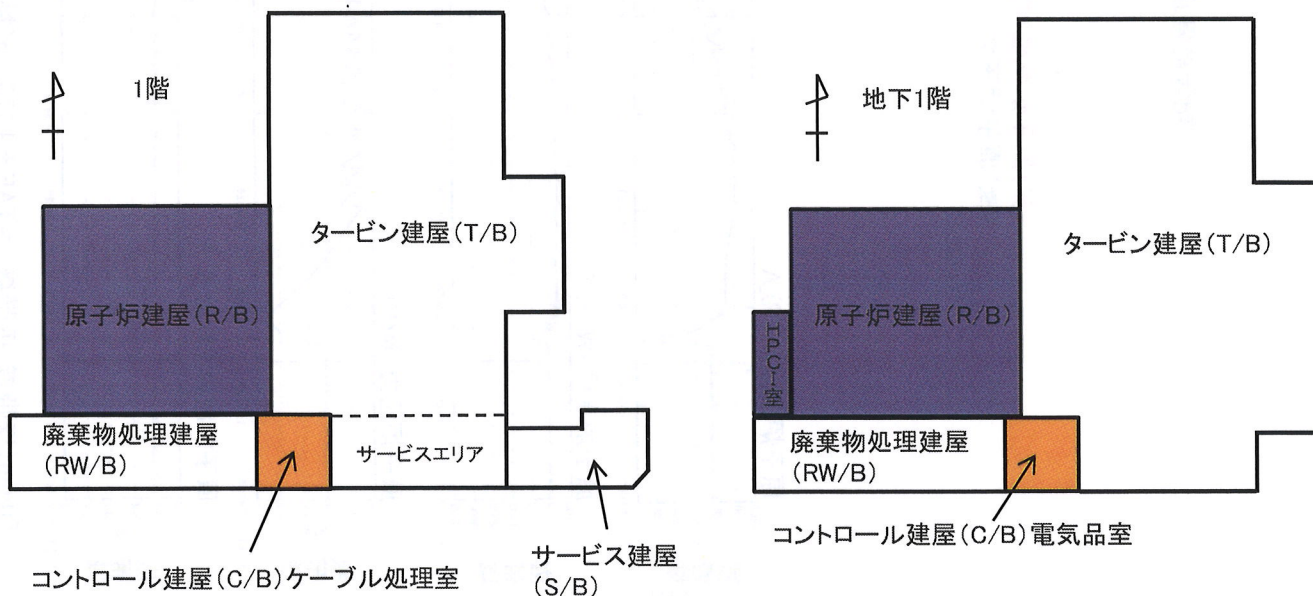 1階
タービン建屋(T/B)
原子炉建屋(R/B)
廃棄物処理建屋
(RW/B)
サービスエリア
コントロール建屋(C/B)ケーブル処理室
サービス建屋
(S/B)
地下1階
タービン建屋(T/B)
原子炉建屋(R/B)
HPCI室
廃棄物処理建屋
(RW/B)
コントロール建屋(C/B)電気品室